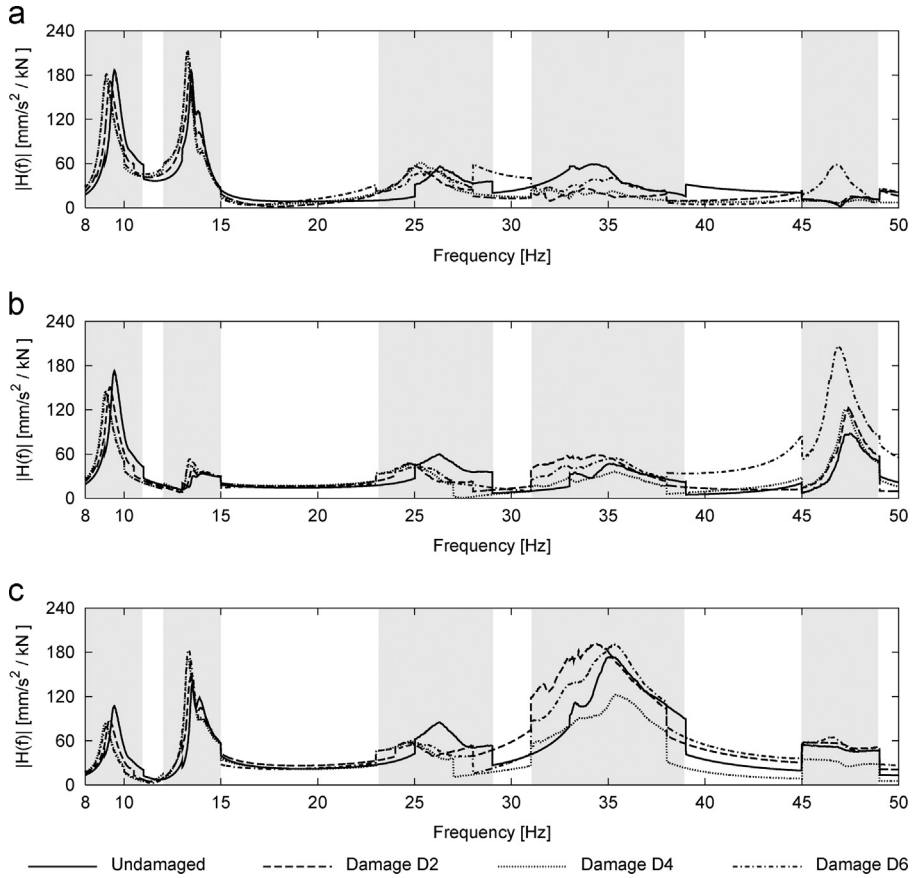 a
|H(f)| [mm/s² / kN]
240
180
120
60
0
8 10 15 20 25 30 35 40 45 50
Frequency [Hz]
b
|H(f)| [mm/s² / kN]
240
180
120
60
0
8 10 15 20 25 30 35 40 45 50
Frequency [Hz]
c
|H(f)| [mm/s² / kN]
240
180
120
60
0
8 10 15 20 25 30 35 40 45 50
Frequency [Hz]
Undamaged Damage D2 Damage D4 Damage D6